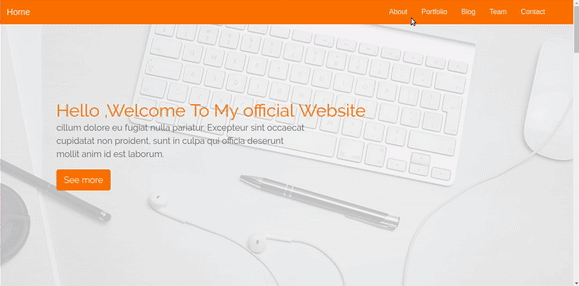 Home
About Portfolio Blog Team Contact
Hello ,Welcome To My official Website
cillum dolore eu fugiat nulla pariatur. Excepteur sint occaecat
cupidatat non proident, sunt in culpa qui officia deserunt
mollit anim id est laborum.
See more